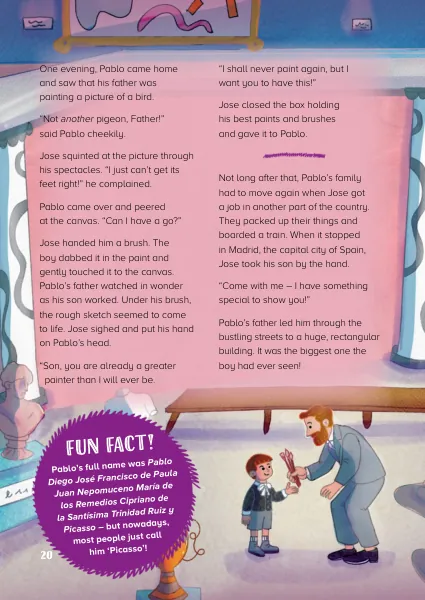 One evening, Pablo came home
and saw that his father was
painting a picture of a bird.
“Not another pigeon, Father!”
said Pablo cheekily.
Jose squinted at the picture through
his spectacles. “I just can’t get its
feet right!” he complained.
Pablo came over and peered
at the canvas. “Can I have a go?”
Jose handed him a brush. The
boy dabbed it in the paint and
gently touched it to the canvas.
Pablo’s father watched in wonder
as his son worked. Under his brush,
the rough sketch seemed to come
to life. Jose sighed and put his hand
on Pablo’s head.
“Son, you are already a greater
painter than I will ever be.
“I shall never paint again, but I
want you to have this!”
Jose closed the box holding
his best paints and brushes
and gave it to Pablo.
Not long after that, Pablo’s family
had to move again when Jose got
a job in another part of the country.
They packed up their things and
boarded a train. When it stopped
in Madrid, the capital city of Spain,
Jose took his son by the hand.
“Come with me – I have something
special to show you!”
Pablo’s father led him through the
bustling streets to a huge, rectangular
building. It was the biggest one the
boy had ever seen!
FUN FACT!
Pablo’s full name was Pablo
Diego José Francisco de Paula
Juan Nepomuceno María de
los Remedios Cipriano de
la Santísima Trinidad Ruiz y
Picasso – but nowadays,
most people just call
him ‘Picasso’!
20